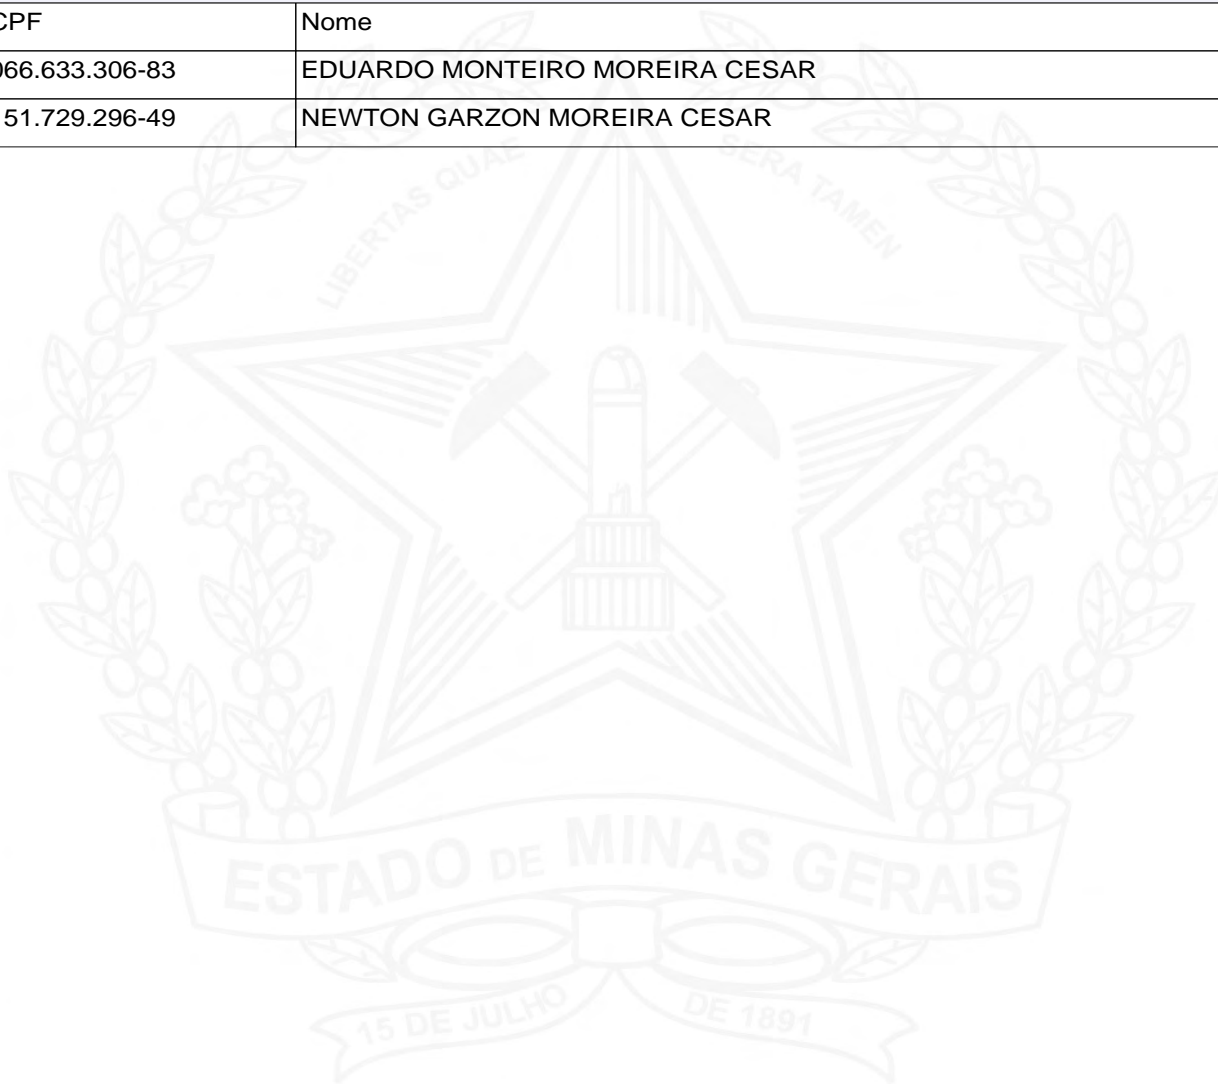 CPF Nome
066.633.306-83 EDUARDO MONTEIRO MOREIRA CESAR
51.729.296-49 NEWTON GARZON MOREIRA CESAR
LIBERTAS QUAE SERA TAMEN
ESTADO DE MINAS GERAIS
15 DE JULHO DE 1891